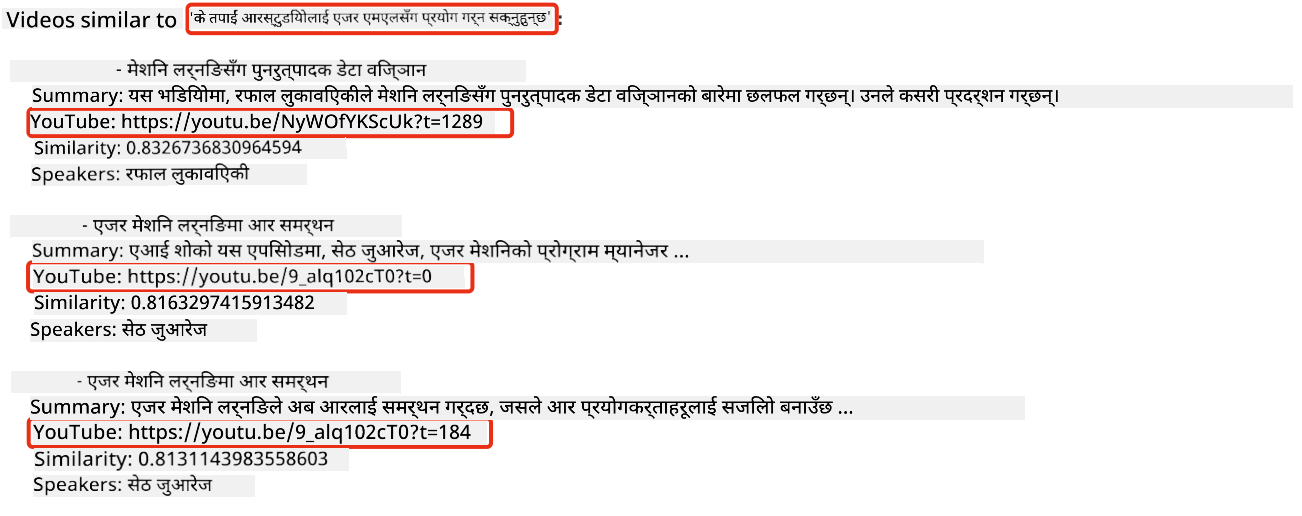 Videos similar to 'के तपाईं आरस्टुडियोलाई एजर एमएलसँग प्रयोग गर्न सक्नुहुन्छ':
- मेशिन लर्निङसँग पुनरुत्पादक डेटा विज्ञान
Summary: यस भिडियोमा, रफाल लुकावएिकीले मेशिन लर्निङसँग पुनरुत्पादक डेटा विज्ञानको बारेमा छलफल गर्छन्। उनले कसरी प्रदर्शन गर्छन्।
YouTube: https://youtu.be/NyWOfYKScUk?t=1289
Similarity: 0.8326736830964594
Speakers: रफाल लुकावएिकी
- एजर मेशिन लर्निङमा आर समर्थन
Summary: एआई शोको यस एपिसोडमा, सेठ जुआरेज, एजर मेशिनको प्रोग्राम म्यानेजर ...
YouTube: https://youtu.be/9_alq102cT0?t=0
Similarity: 0.8163297415913482
Speakers: सेठ जुआरेज
- एजर मेशिन लर्निङमा आर समर्थन
Summary: एजर मेशिन लर्निङले अब आरलाई समर्थन गर्दछ, जसले आर प्रयोगकर्ताहरूलाई सजिलो बनाउँछ ...
YouTube: https://youtu.be/9_alq102cT0?t=184
Similarity: 0.8131143983558603
Speakers: सेठ जुआरेज